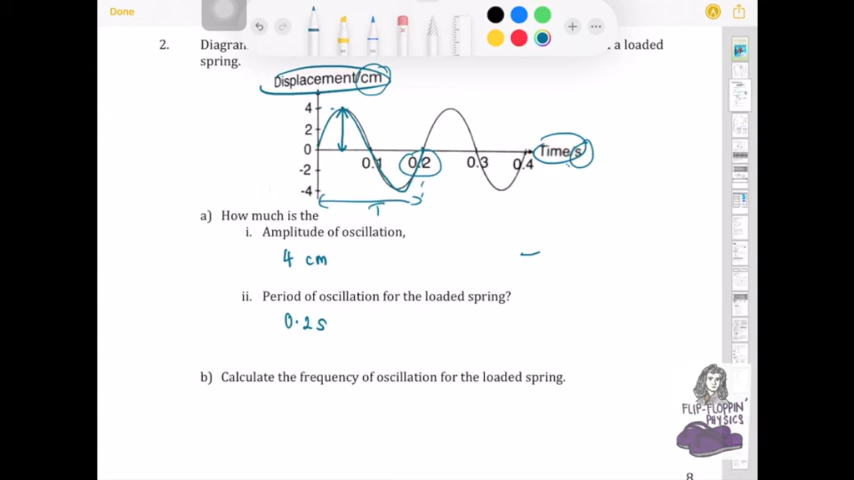 Done
2. Diagram a loaded
spring.
Displacement/cm
4
2
0
-2
-4
0.1 0.2 0.3 0.4 Time/s
T
a) How much is the
i. Amplitude of oscillation,
4 cm
ii. Period of oscillation for the loaded spring?
0.2s
b) Calculate the frequency of oscillation for the loaded spring.
FLIP-FLOPPIN'
PHYSICS
8